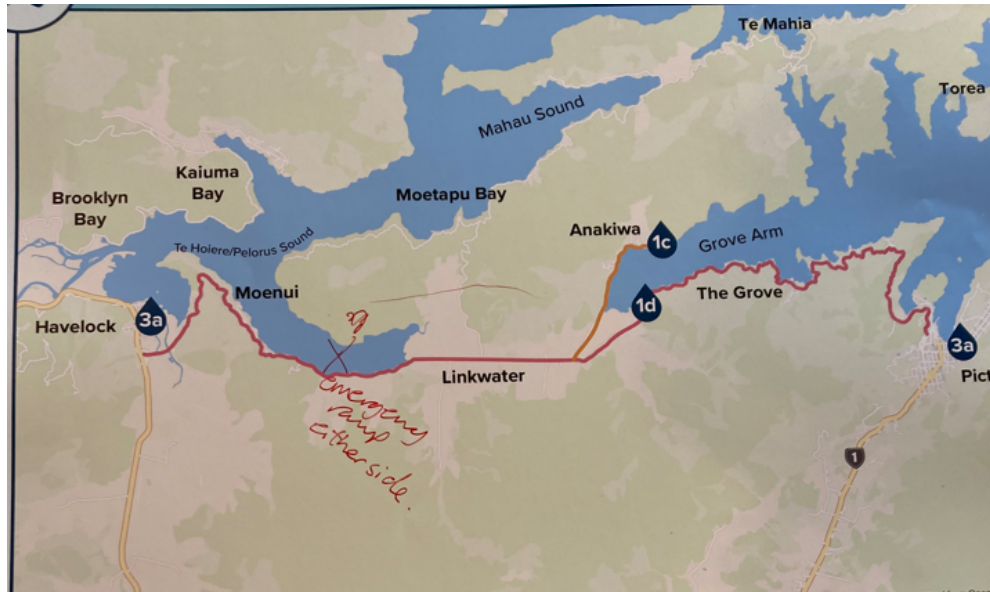 Te Mahia
Torea
Mahau Sound
Kaiuma
Bay
Brooklyn
Bay
Moetapu Bay
Anakiwa
1c
Grove Arm
Te Hoiere/Pelorus Sound
Moenui
1d
The Grove
3a
Havelock
3a
Linkwater
Pict
emergency
ramp
either side.
1